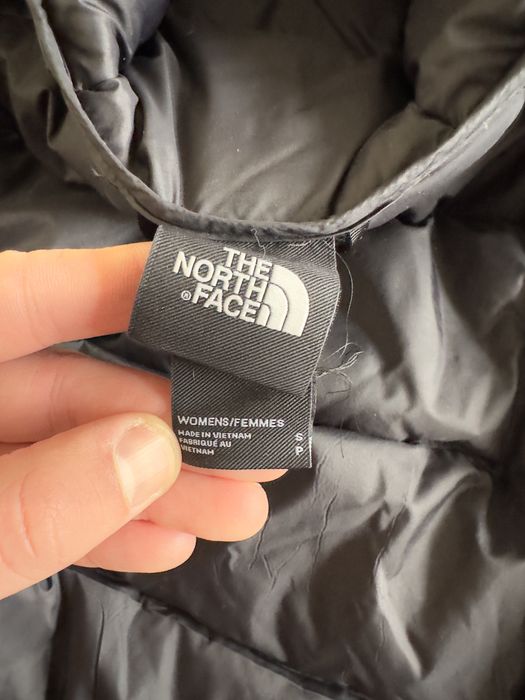 THE
NORTH
®FACE
WOMENS/FEMMES
MADE IN VIETNAM
FABRIQUÉ AU
VIETNAM
S
P